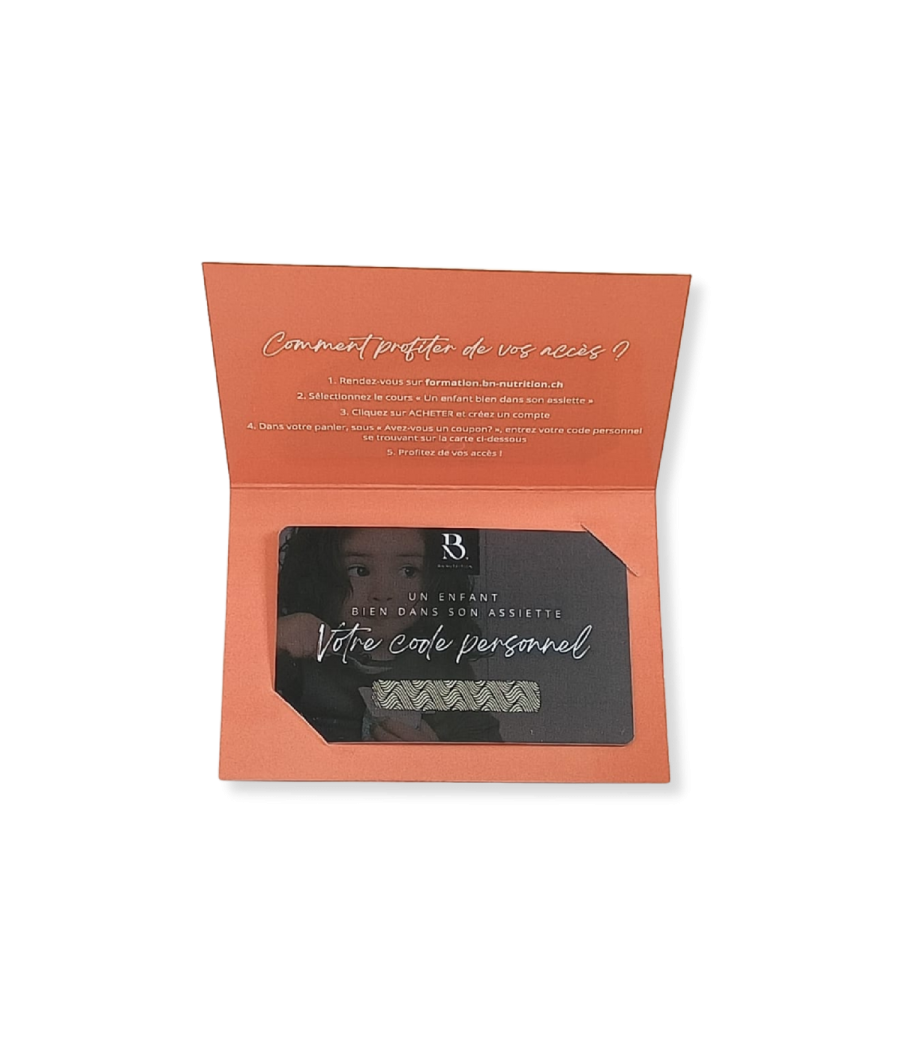 Comment profiter de vos accès ?
1. Rendez-vous sur formation.bn-nutrition.ch
2. Sélectionnez le cours « Un enfant bien dans son assiette »
3. Cliquez sur ACHETER et créez un compte
4. Dans votre panier, sous « Avez-vous un coupon? », entrez votre code personnel
se trouvant sur la carte ci-dessous
5. Profitez de vos accès !
BN.
BN NUTRITION
UN ENFANT
BIEN DANS SON ASSIETTE
Votre code personnel